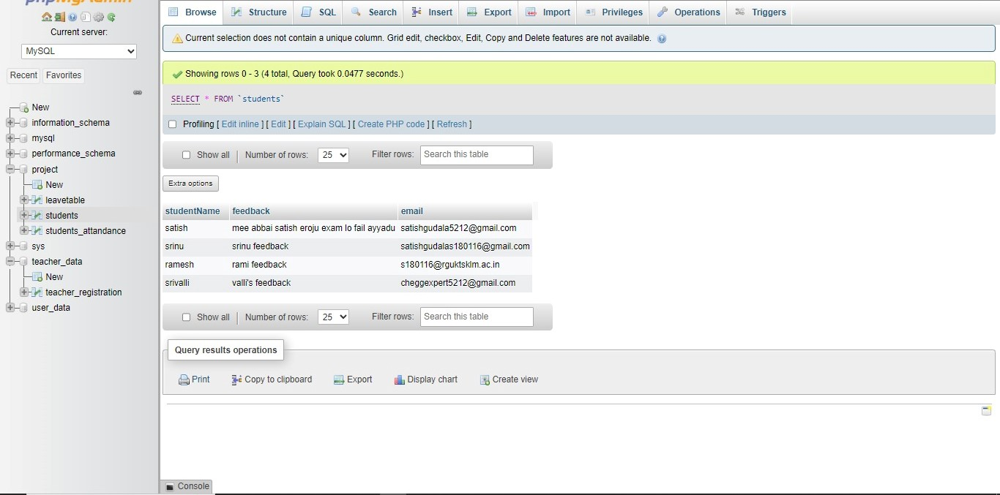 phpMyAdmin
Current server:
MySQL
Recent Favorites
New
information_schema
mysql
performance_schema
project
New
leavetable
students
students_attandance
sys
teacher_data
New
teacher_registration
user_data
Browse Structure SQL Search Insert Export Import Privileges Operations Triggers
Current selection does not contain a unique column. Grid edit, checkbox, Edit, Copy and Delete features are not available.
Showing rows 0 - 3 (4 total, Query took 0.0477 seconds.)
SELECT * FROM `students`
Profiling [ Edit inline ] [ Edit ] [ Explain SQL ] [ Create PHP code ] [ Refresh ]
Show all | Number of rows: 25 Filter rows: Search this table
Extra options
studentName feedback email
satish mee abbai satish eroju exam lo fail ayyadu satishgudala5212@gmail.com
srinu srinu feedback satishgudalas180116@gmail.com
ramesh rami feedback s180116@rguktsklm.ac.in
srivalli valli's feedback cheggexpert5212@gmail.com
Show all | Number of rows: 25 Filter rows: Search this table
Query results operations
Print Copy to clipboard Export Display chart Create view
Console